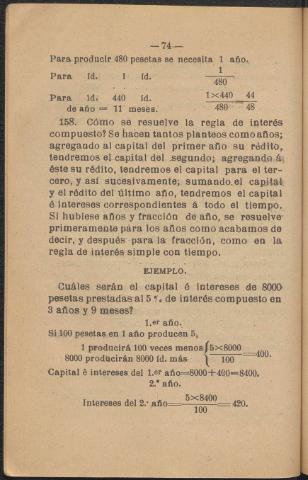 —74—
Para producir 480 pesetas se necesita 1 año.
Para íd. 1 íd. 1/480
Para íd. 440 íd. 1×440/480 44/48
de año = 11 meses.
158. Cómo se resuelve la regla de interés
compuesto? Se hacen tantos planteos como años;
agregando al capital del primer año su rédito,
tendremos el capital del segundo; agregando á
éste su rédito, tendremos el capital para el ter-
cero, y así sucesivamente; sumando el capital
y el rédito del último año, tendremos el capital
é intereses correspondientes á todo el tiempo.
Si hubiese años y fracción de año, se resuelve
primeramente para los años como acabamos de
decir, y después para la fracción, como en la
regla de interés simple con tiempo.
EJEMPLO.
Cuáles serán el capital é intereses de 8000
pesetas prestadas al 5 % de interés compuesto en
3 años y 9 meses?
1.er año.
Si 100 pesetas en 1 año producen 5,
1 producirá 100 veces menos
8000 producirán 8000 íd. más 5×8000/100=400.
Capital é intereses del 1.er año=8000+400=8400.
2.º año.
Intereses del 2.º año=5×8400/100=420.